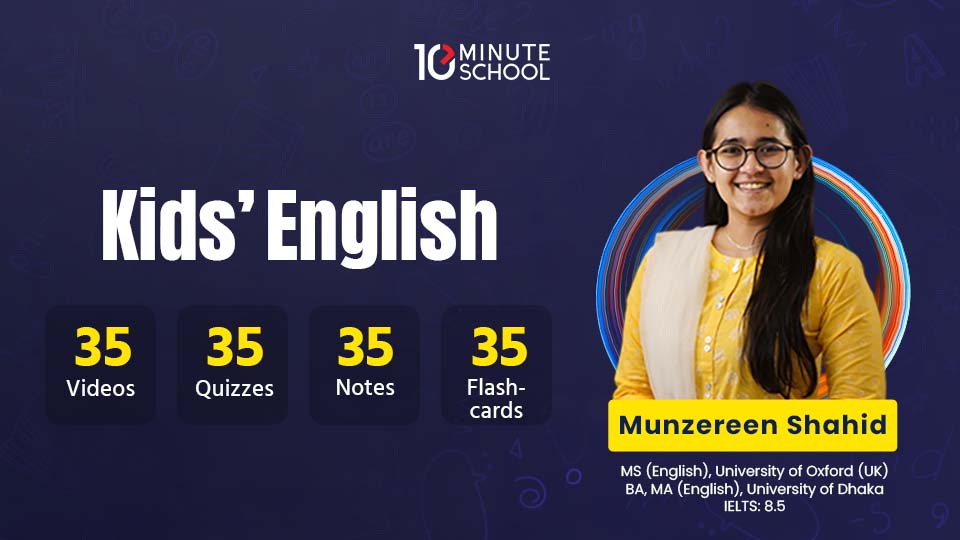 10 MINUTE
SCHOOL
Kids' English
35
Videos
35
Quizzes
35
Notes
35
Flash-
cards
Munzereen Shahid
MS (English), University of Oxford (UK)
BA, MA (English), University of Dhaka
IELTS: 8.5